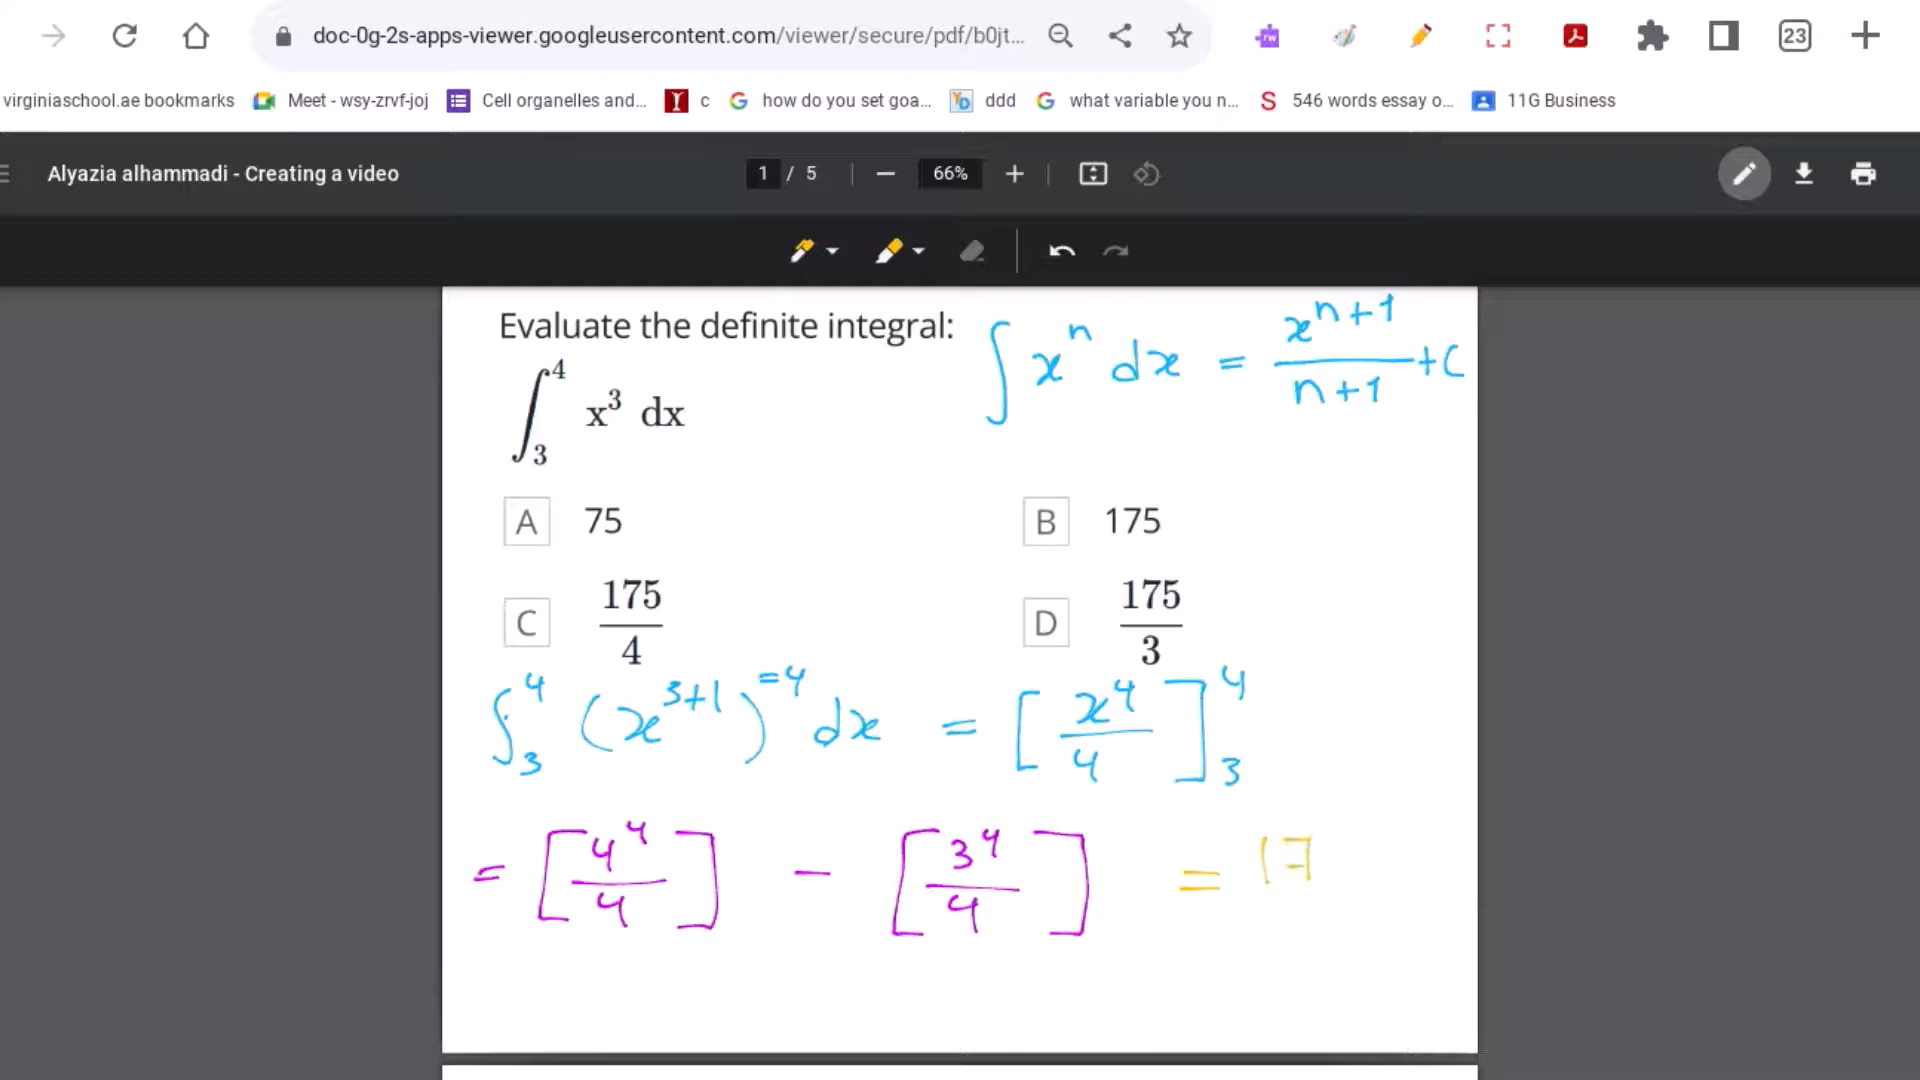 doc-0g-2s-apps-viewer.googleusercontent.com/viewer/secure/pdf/b0jt... 23
virginiaschool.ae bookmarks Meet - wsy-zrvf-joj Cell organelles and... c how do you set goa... ddd what variable you n... 546 words essay o... 11G Business
Alyazia alhammadi - Creating a video 1 / 5 66%
Evaluate the definite integral: ∫ xⁿ dx = xⁿ⁺¹/n+1 + C
∫₃⁴ x³ dx
A 75 B 175
C 175/4 D 175/3
∫₃⁴ (x³⁺¹)⁼⁴ dx = [x⁴/4]₃⁴
= [4⁴/4] − [3⁴/4] = 17